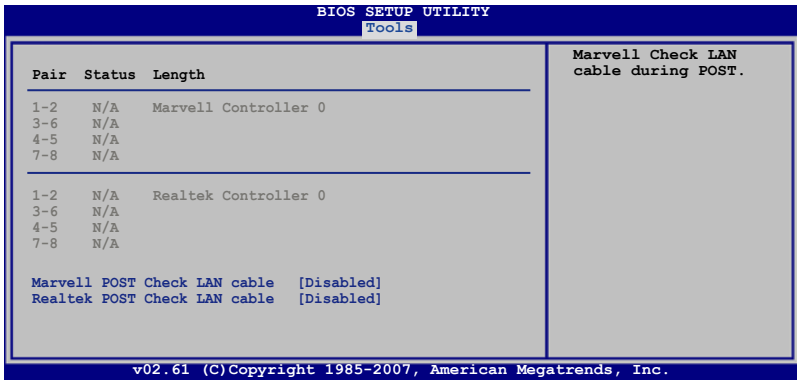 BIOS SETUP UTILITY
Tools
Pair Status Length
1-2 N/A Marvell Controller 0
3-6 N/A
4-5 N/A
7-8 N/A
1-2 N/A Realtek Controller 0
3-6 N/A
4-5 N/A
7-8 N/A
Marvell POST Check LAN cable [Disabled]
Realtek POST Check LAN cable [Disabled]
Marvell Check LAN
cable during POST.
v02.61 (C)Copyright 1985-2007, American Megatrends, Inc.